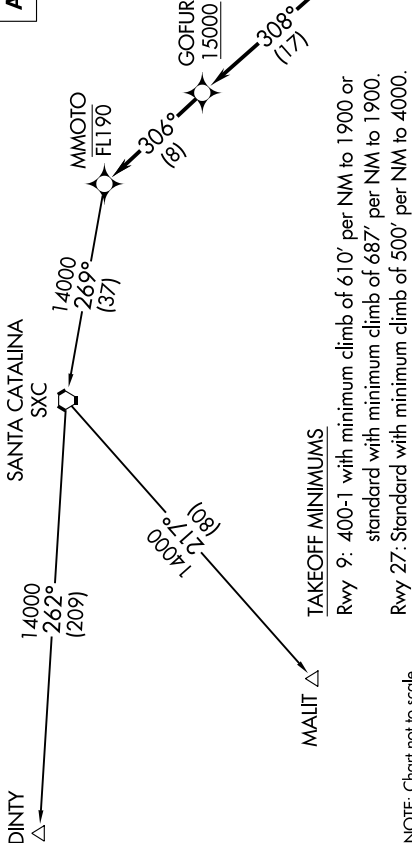 A
GOFUR
15000
308°
(17)
MMOTO
FL190
306°
(8)
14000
269°
(37)
SANTA CATALINA
SXC
14000
262°
(209)
14000
217°
(80)
DINTY
MALIT
TAKEOFF MINIMUMS
Rwy 9: 400-1 with minimum climb of 610' per NM to 1900 or
standard with minimum climb of 687' per NM to 1900.
Rwy 27: Standard with minimum climb of 500' per NM to 4000.
NOTE: Chart not to scale